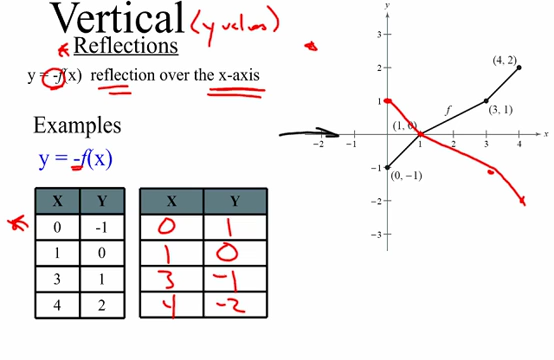 Vertical (y values)
Reflections
y = -f(x) reflection over the x-axis
Examples
y = -f(x)
X Y X Y
0 -1 0 1
1 0 1 0
3 1 3 -1
4 2 4 -2
y
3
2
1
-1
-2
-3
-2 -1 1 2 3 4 x
(4, 2)
f
(3, 1)
(1, 0)
(0, -1)